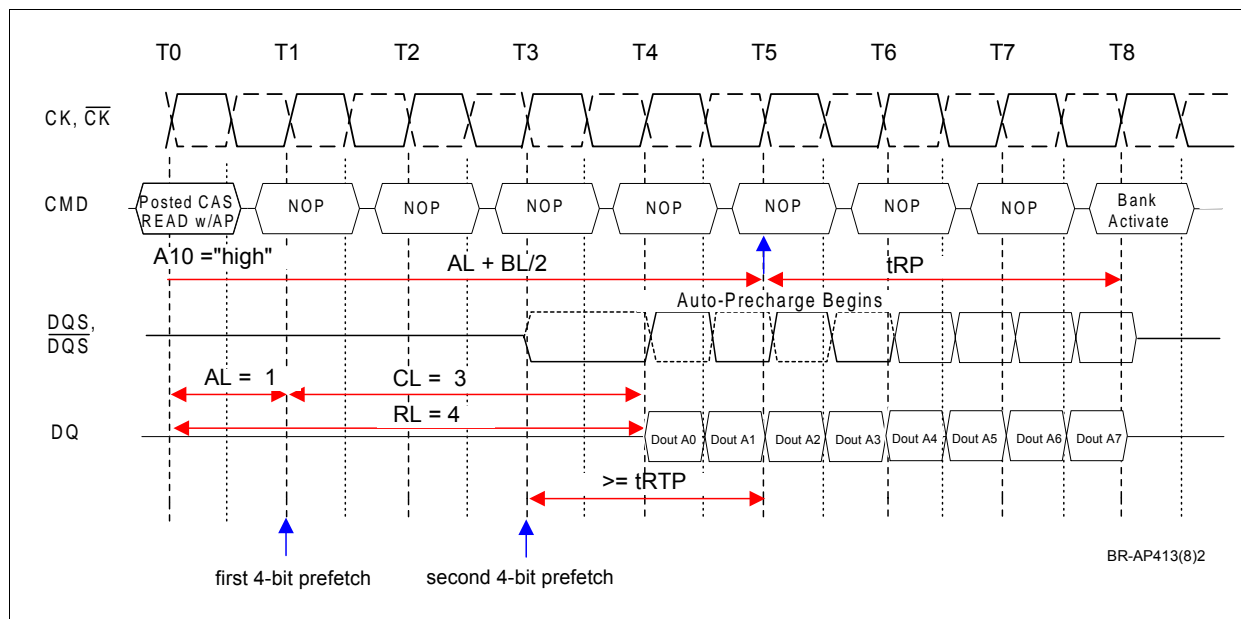 T0 T1 T2 T3 T4 T5 T6 T7 T8
CK, CK
CMD
Posted CAS
READ w/AP
NOP NOP NOP NOP NOP NOP NOP
Bank
Activate
A10 ="high"
AL + BL/2
tRP
Auto-Precharge Begins
DQS,
DQS
AL = 1
CL = 3
RL = 4
DQ
Dout A0 Dout A1 Dout A2 Dout A3 Dout A4 Dout A5 Dout A6 Dout A7
>= tRTP
first 4-bit prefetch
second 4-bit prefetch
BR-AP413(8)2